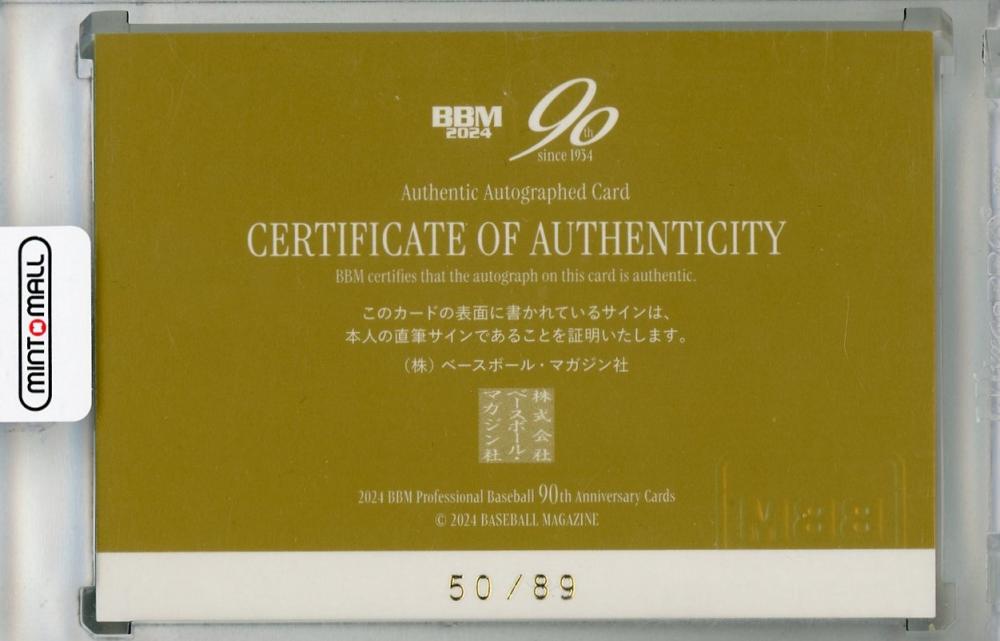 BBM
2024
90th
since 1934
Authentic Autographed Card
CERTIFICATE OF AUTHENTICITY
BBM certifies that the autograph on this card is authentic.
このカードの表面に書かれているサインは、
本人の直筆サインであることを証明いたします。
(株) ベースボール・マガジン社
株式会社
ベースボール・
マガジン社
2024 BBM Professional Baseball 90th Anniversary Cards
© 2024 BASEBALL MAGAZINE
50/89
MINT MALL